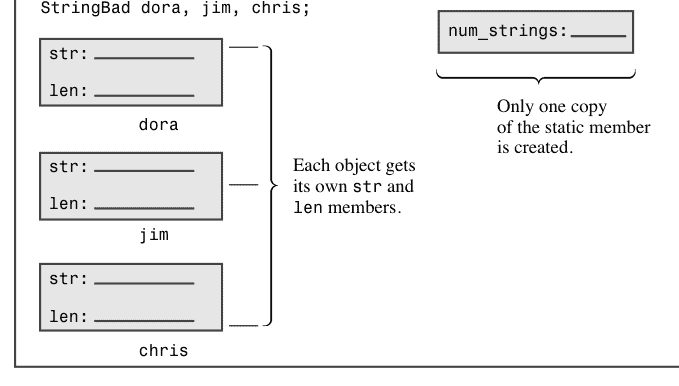 StringBad dora, jim, chris;
str:
len:
dora
str:
len:
jim
str:
len:
chris
Each object gets
its own str and
len members.
num_strings:
Only one copy
of the static member
is created.